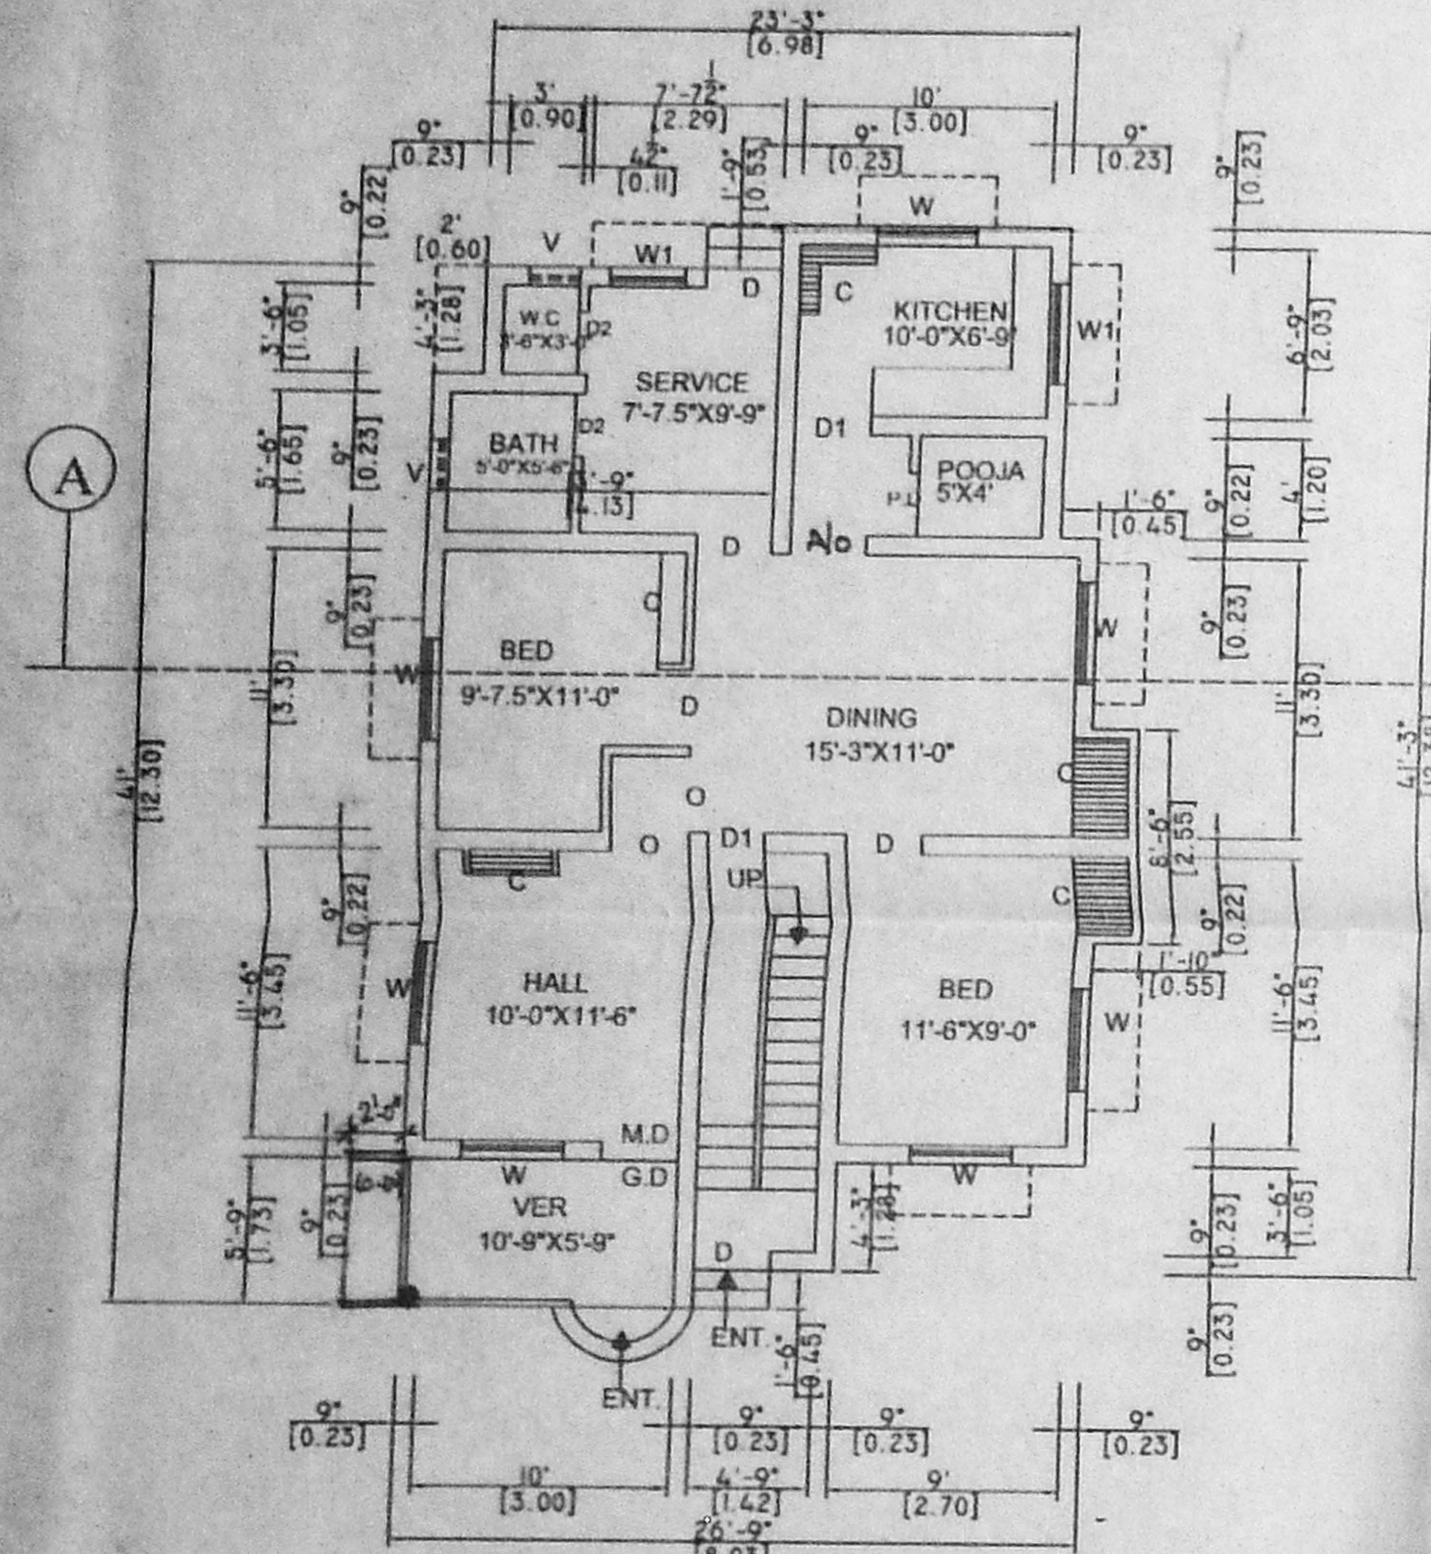 23'-3"
[6.98]
3'
[0.90]
7'-7½"
[2.29]
10'
[3.00]
9"
[0.23]
4½"
[0.11]
1'-9"
[0.53]
9"
[0.23]
9"
[0.23]
9"
[0.23]
9"
[0.22]
2'
[0.60]
V
W1
W
D
C
4'-3"
[1.28]
3'-6"
[1.05]
W.C
D2
KITCHEN
10'-0"X6'-9"
W1
6'-9"
[2.03]
SERVICE
7'-7.5"X9'-9"
5'-6"
[1.65]
9"
[0.23]
V
BATH
5'-0"X5'-6"
D2
D1
POOJA
5'X4'
A
[4.13]
1'-6"
[0.45]
9"
[0.22]
4'
[1.20]
D
9"
[0.23]
C
W
9"
[0.23]
BED
9'-7.5"X11'-0"
W
D
DINING
15'-3"X11'-0"
11'
[3.30]
11'
[3.30]
41'
[12.30]
41'-3"
O
C
8'-6"
[2.55]
O
D1
D
UP
C
C
9"
[0.22]
9"
[0.22]
11'-6"
[3.45]
W
HALL
10'-0"X11'-6"
BED
11'-6"X9'-0"
1'-10"
[0.55]
W
11'-6"
[3.45]
M.D
W
G.D
W
VER
10'-9"X5'-9"
4'-3"
[1.28]
5'-9"
[1.73]
9"
[0.23]
9"
[0.23]
3'-6"
[1.05]
D
ENT.
ENT.
1'-6"
[0.45]
9"
[0.23]
9"
[0.23]
9"
[0.23]
9"
[0.23]
9"
[0.23]
10'
[3.00]
4'-9"
[1.42]
9'
[2.70]
26'-9"